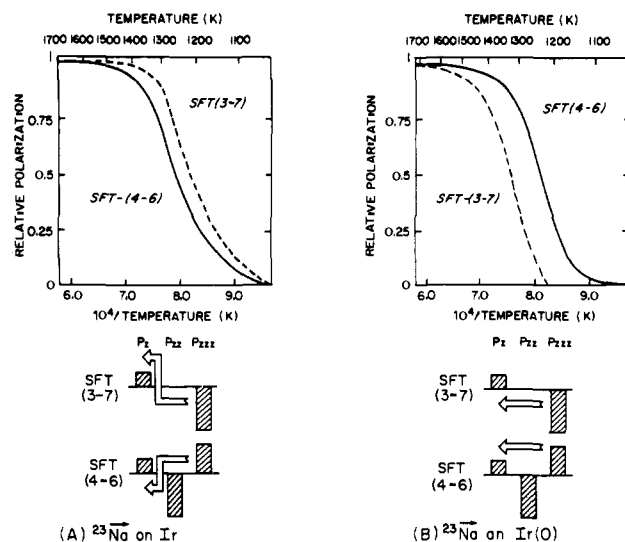 TEMPERATURE (K)
1700 1600 1500 1400 1300 1200 1100
RELATIVE POLARIZATION
1
0.75
0.5
0.25
0
SFT(3-7)
SFT-(4-6)
6.0 7.0 8.0 9.0
10⁴/TEMPERATURE (K)
Pz Pzz Pzzz
SFT
(3-7)
SFT
(4-6)
(A) ²³Na on Ir
TEMPERATURE (K)
1700 1600 1500 1400 1300 1200 1100
RELATIVE POLARIZATION
1
0.75
0.5
0.25
0
SFT(4-6)
SFT-(3-7)
6.0 7.0 8.0 9.0
10⁴/TEMPERATURE (K)
Pz Pzz Pzzz
SFT
(3-7)
SFT
(4-6)
(B) ²³Na an Ir(O)